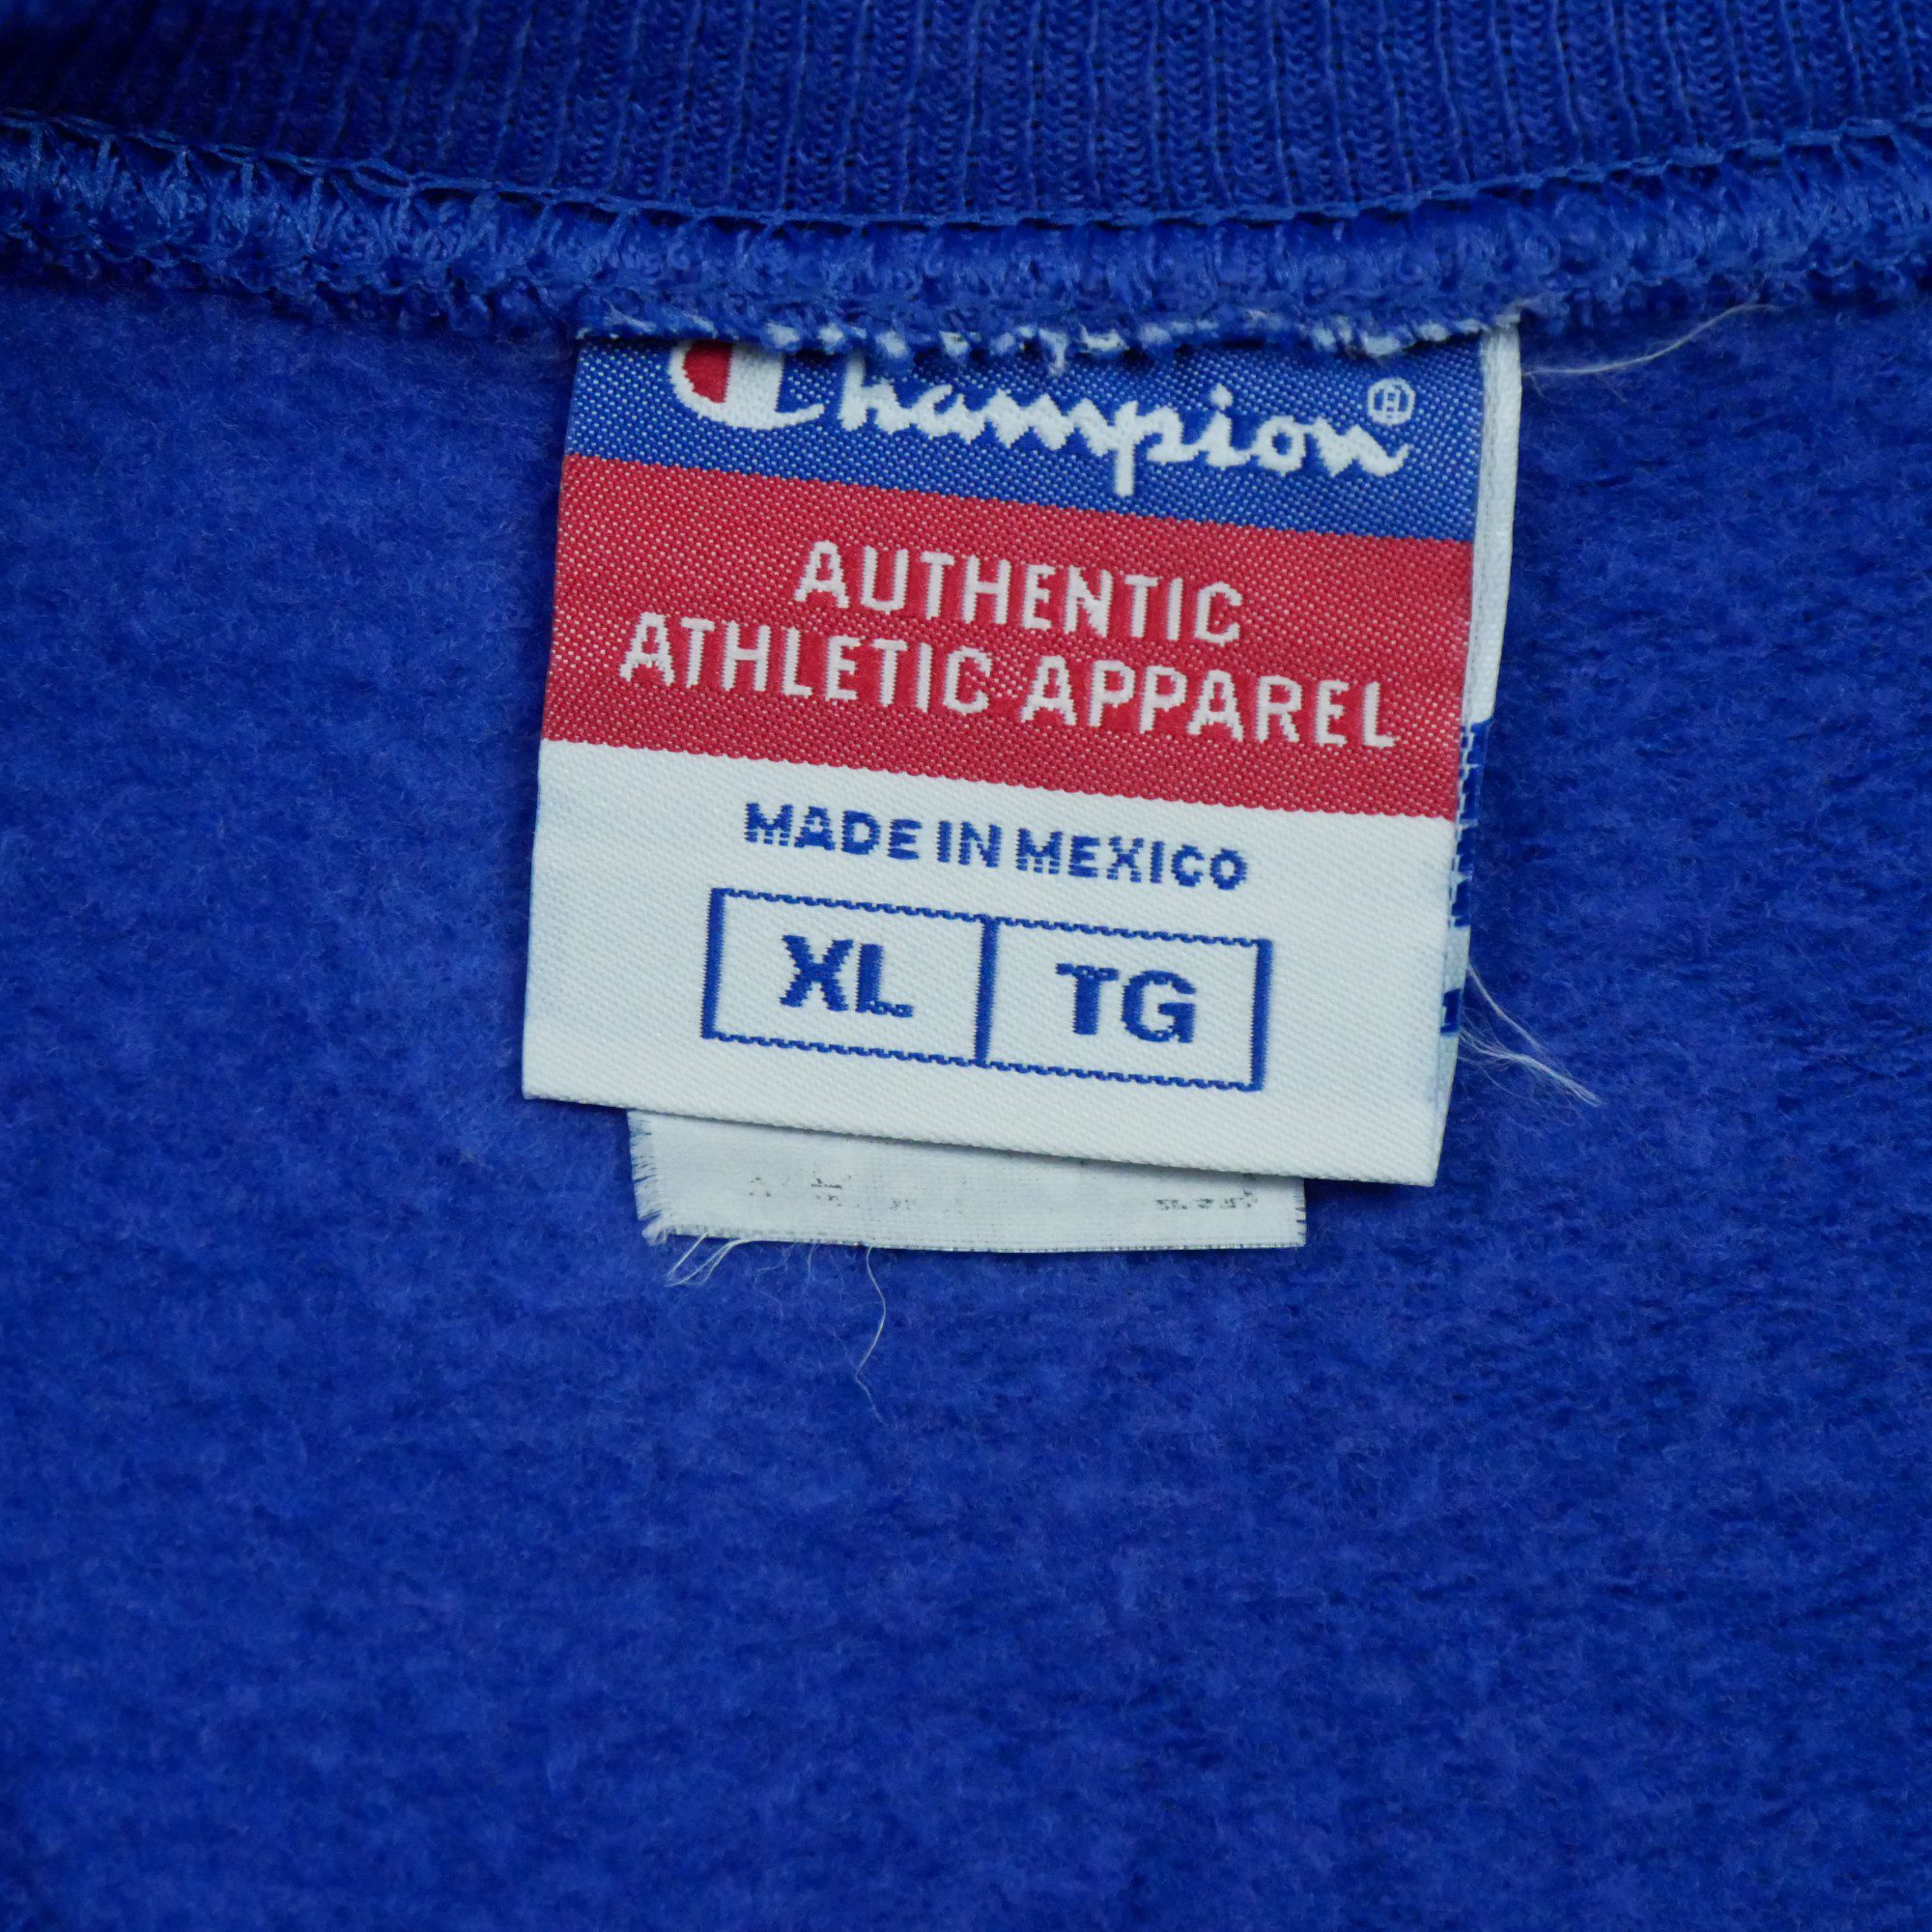 Champion®
AUTHENTIC
ATHLETIC APPAREL
MADE IN MEXICO
XL TG